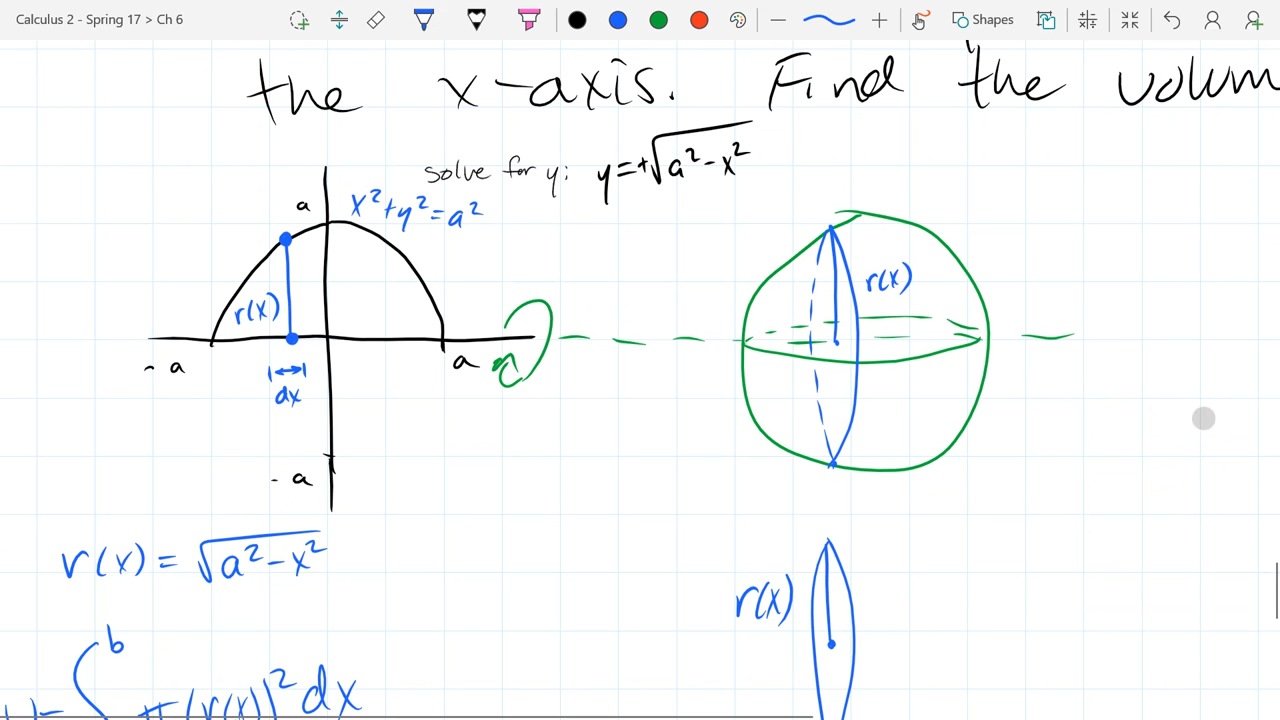 Calculus 2 - Spring 17 > Ch 6
Shapes
the x-axis. Find the volum
solve for y: y=+√a²-x²
a
x²+y²=a²
r(x)
r(x)
- a
a
dx
- a
r(x) = √a²-x²
r(x)
b
π(r(x))² dx